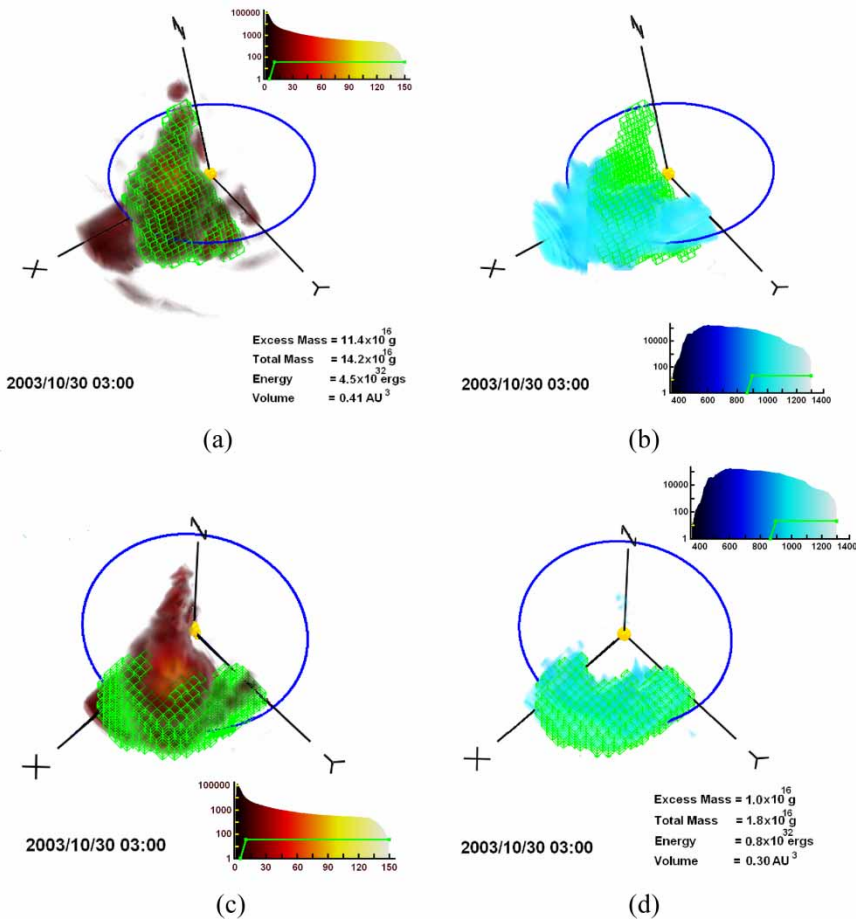 N
100000
1000
100
1
0 30 60 90 120 150
X
Y
Excess Mass = 11.4x10^16 g
Total Mass = 14.2x10^16 g
Energy = 4.5x10^32 ergs
Volume = 0.41 AU^3
2003/10/30 03:00
(a)
N
X
Y
10000
100
1
400 600 800 1000 1200 1400
2003/10/30 03:00
(b)
N
X
Y
100000
1000
100
1
0 30 60 90 120 150
2003/10/30 03:00
(c)
10000
100
1
400 600 800 1000 1200 1400
N
X
Y
Excess Mass = 1.0x10^16 g
Total Mass = 1.8x10^16 g
Energy = 0.8x10^32 ergs
Volume = 0.30 AU^3
2003/10/30 03:00
(d)